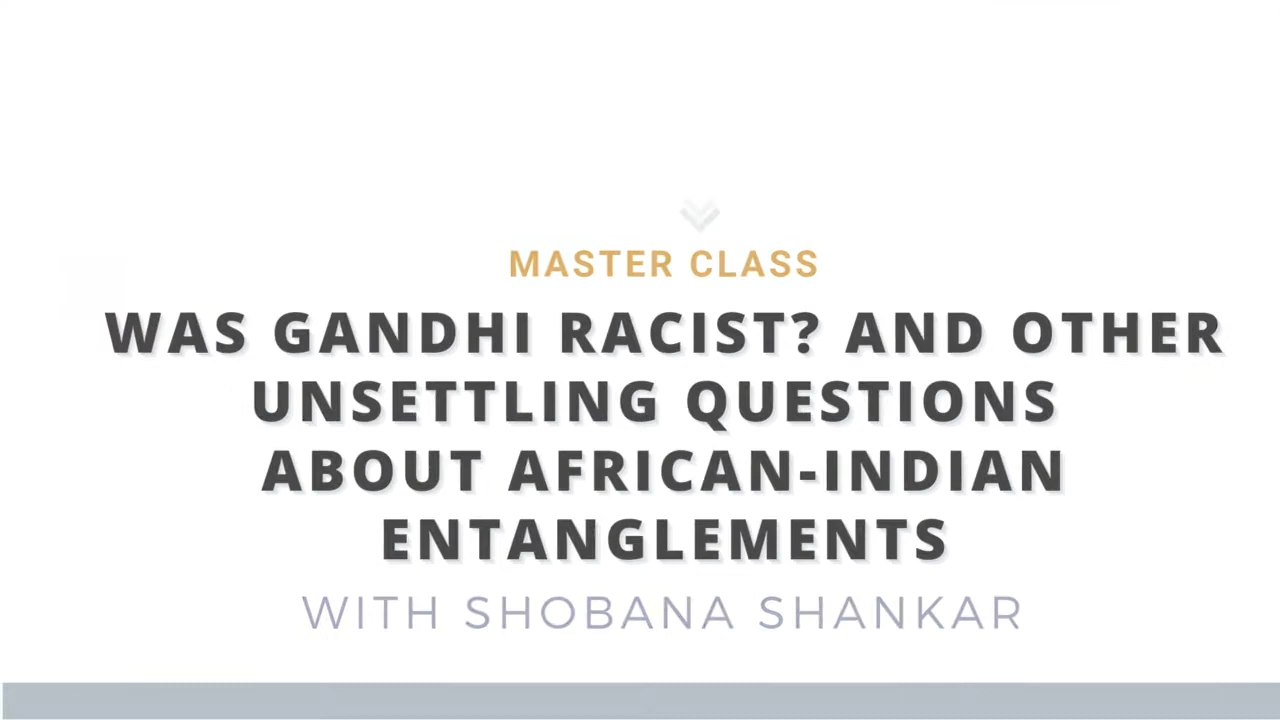 MASTER CLASS
WAS GANDHI RACIST? AND OTHER
UNSETTLING QUESTIONS
ABOUT AFRICAN-INDIAN
ENTANGLEMENTS
WITH SHOBANA SHANKAR